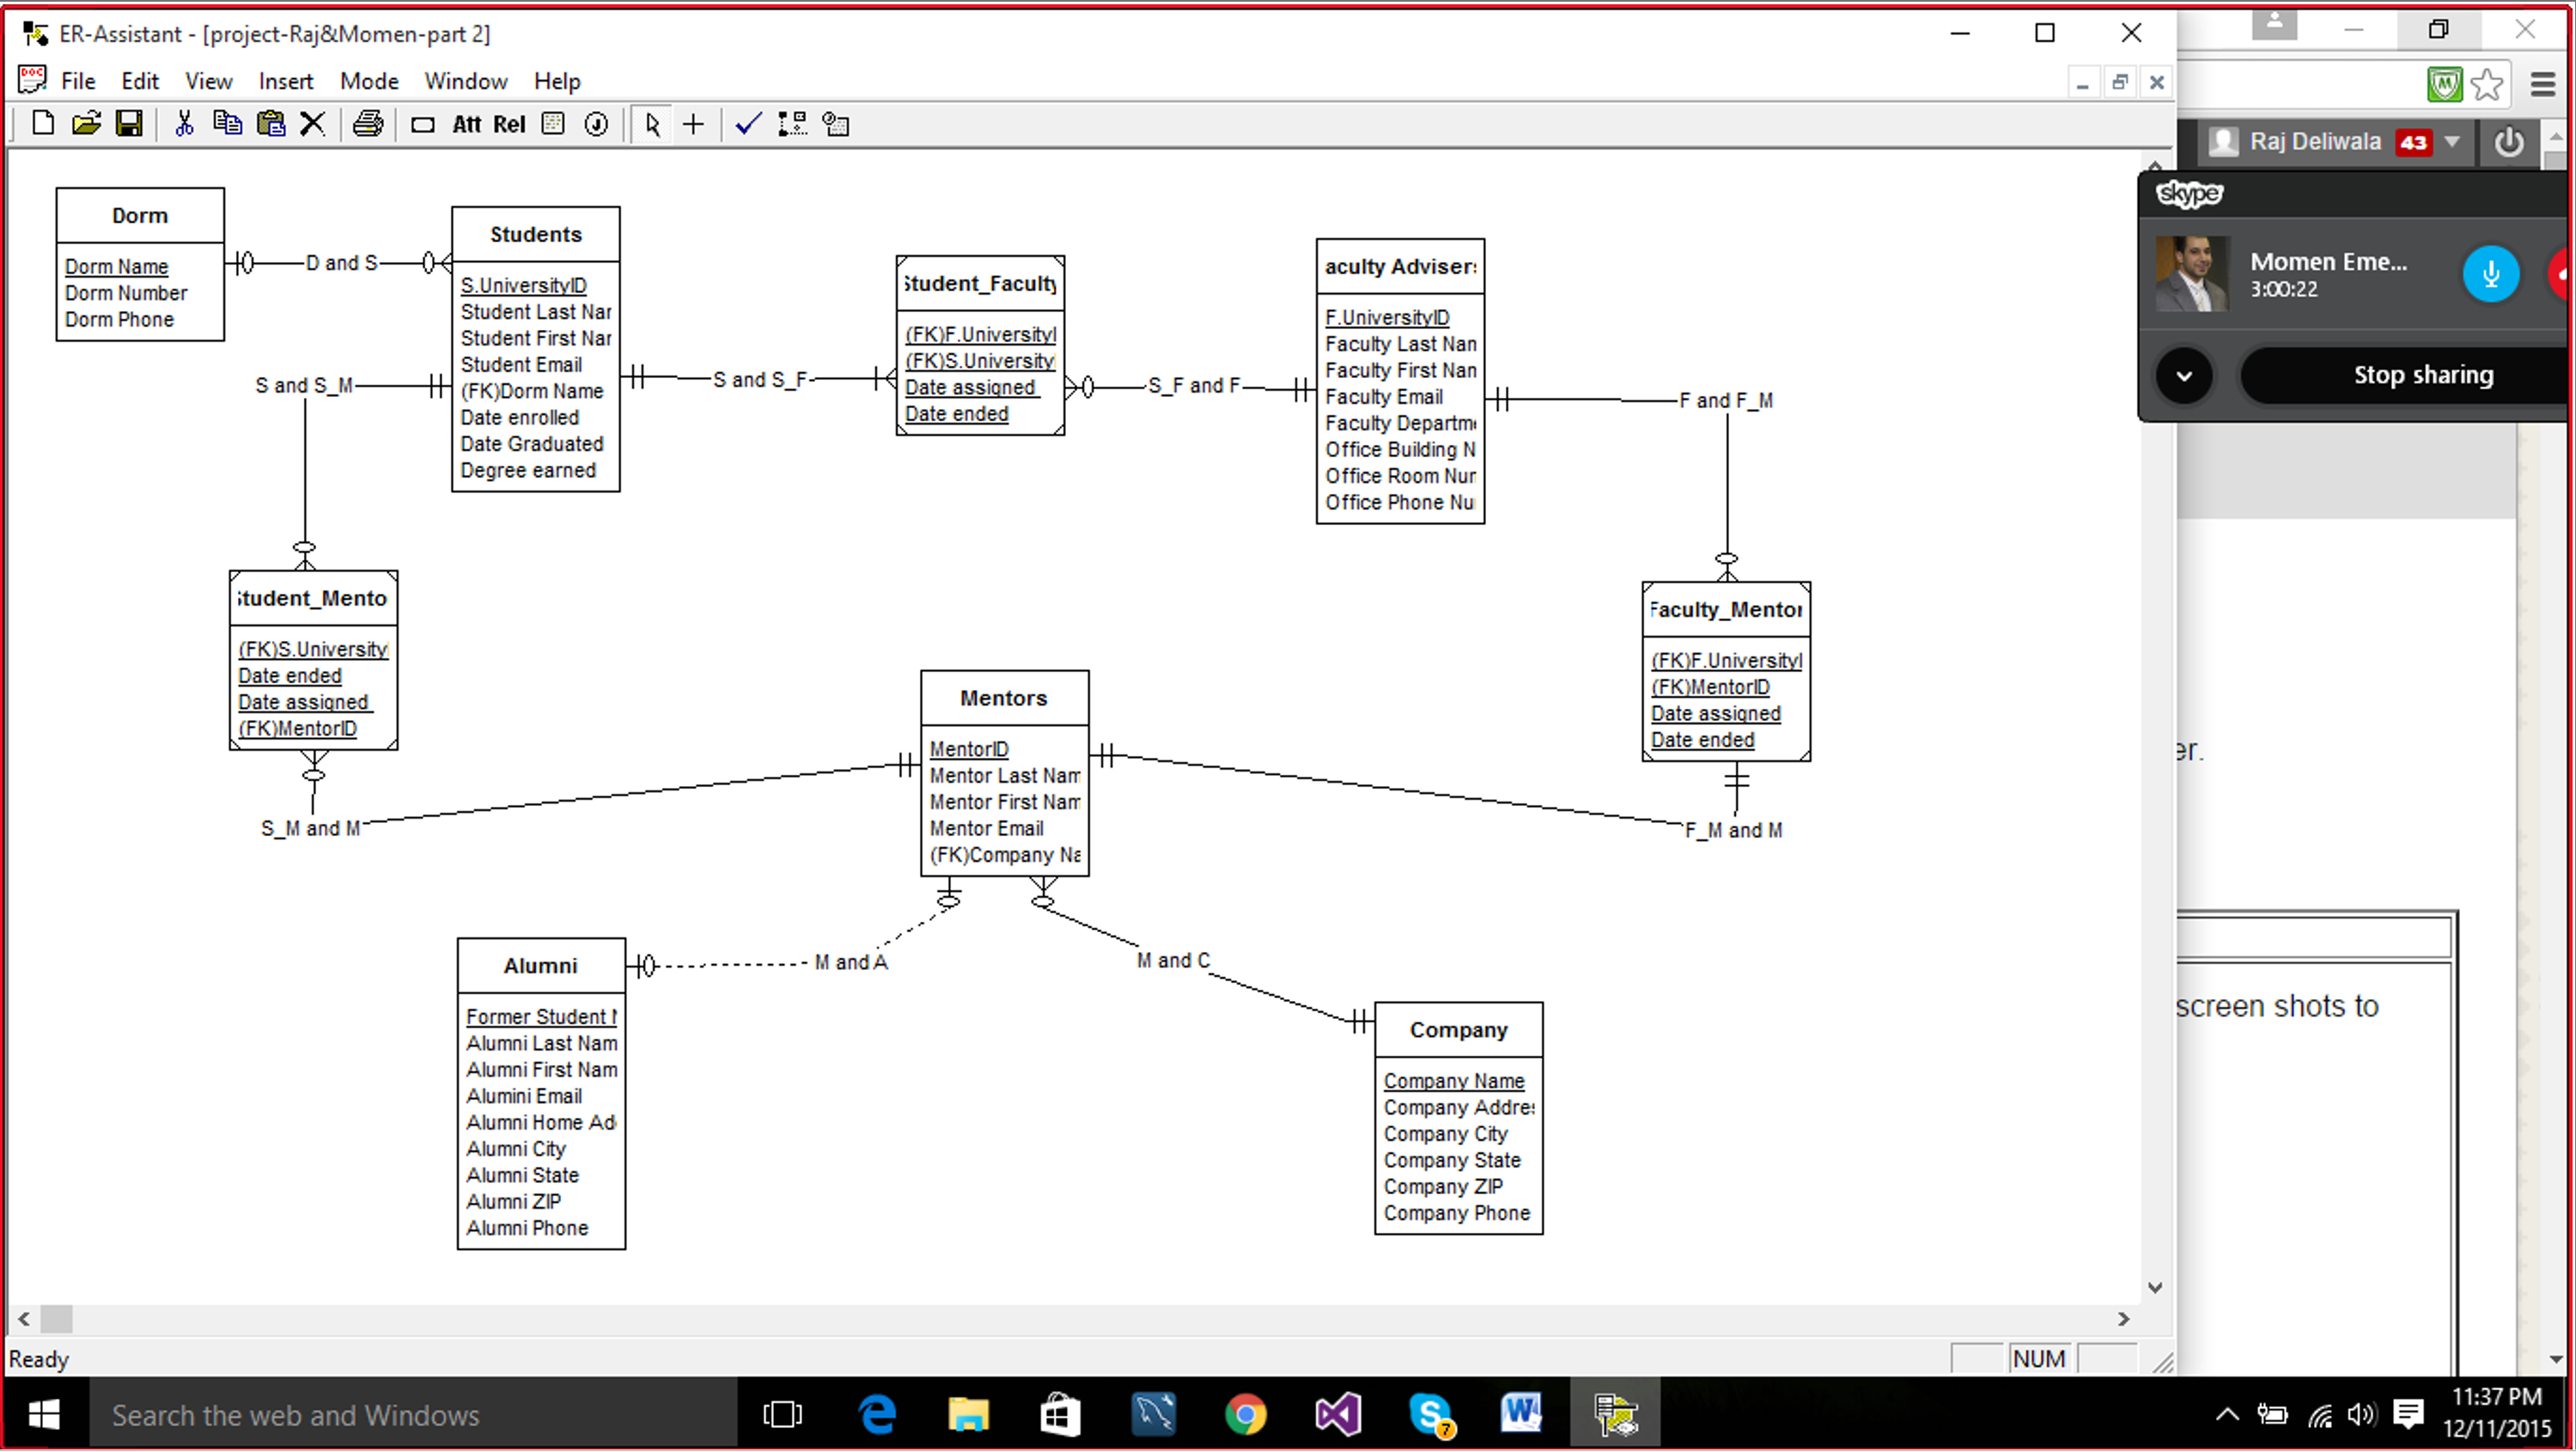 ER-Assistant - [project-Raj&Momen-part 2]
File Edit View Insert Mode Window Help
Att Rel
Raj Deliwala 43
skype
Momen Eme...
3:00:22
Stop sharing
Dorm
Dorm Name
Dorm Number
Dorm Phone
D and S
Students
S.UniversityID
Student Last Nar
Student First Nar
Student Email
(FK)Dorm Name
Date enrolled
Date Graduated
Degree earned
S and S_F
Student_Faculty
(FK)F.UniversityI
(FK)S.University
Date assigned
Date ended
S_F and F
aculty Advisers
F.UniversityID
Faculty Last Nam
Faculty First Nam
Faculty Email
Faculty Departme
Office Building N
Office Room Num
Office Phone Nu
F and F_M
S and S_M
Student_Mento
(FK)S.University
Date ended
Date assigned
(FK)MentorID
S_M and M
Mentors
MentorID
Mentor Last Nam
Mentor First Nam
Mentor Email
(FK)Company Na
Faculty_Mentor
(FK)F.UniversityI
(FK)MentorID
Date assigned
Date ended
F_M and M
er.
M and A
M and C
Alumni
Former Student N
Alumni Last Nam
Alumni First Nam
Alumini Email
Alumni Home Ad
Alumni City
Alumni State
Alumni ZIP
Alumni Phone
Company
Company Name
Company Addres
Company City
Company State
Company ZIP
Company Phone
screen shots to
Ready
NUM
Search the web and Windows
7
11:37 PM
12/11/2015